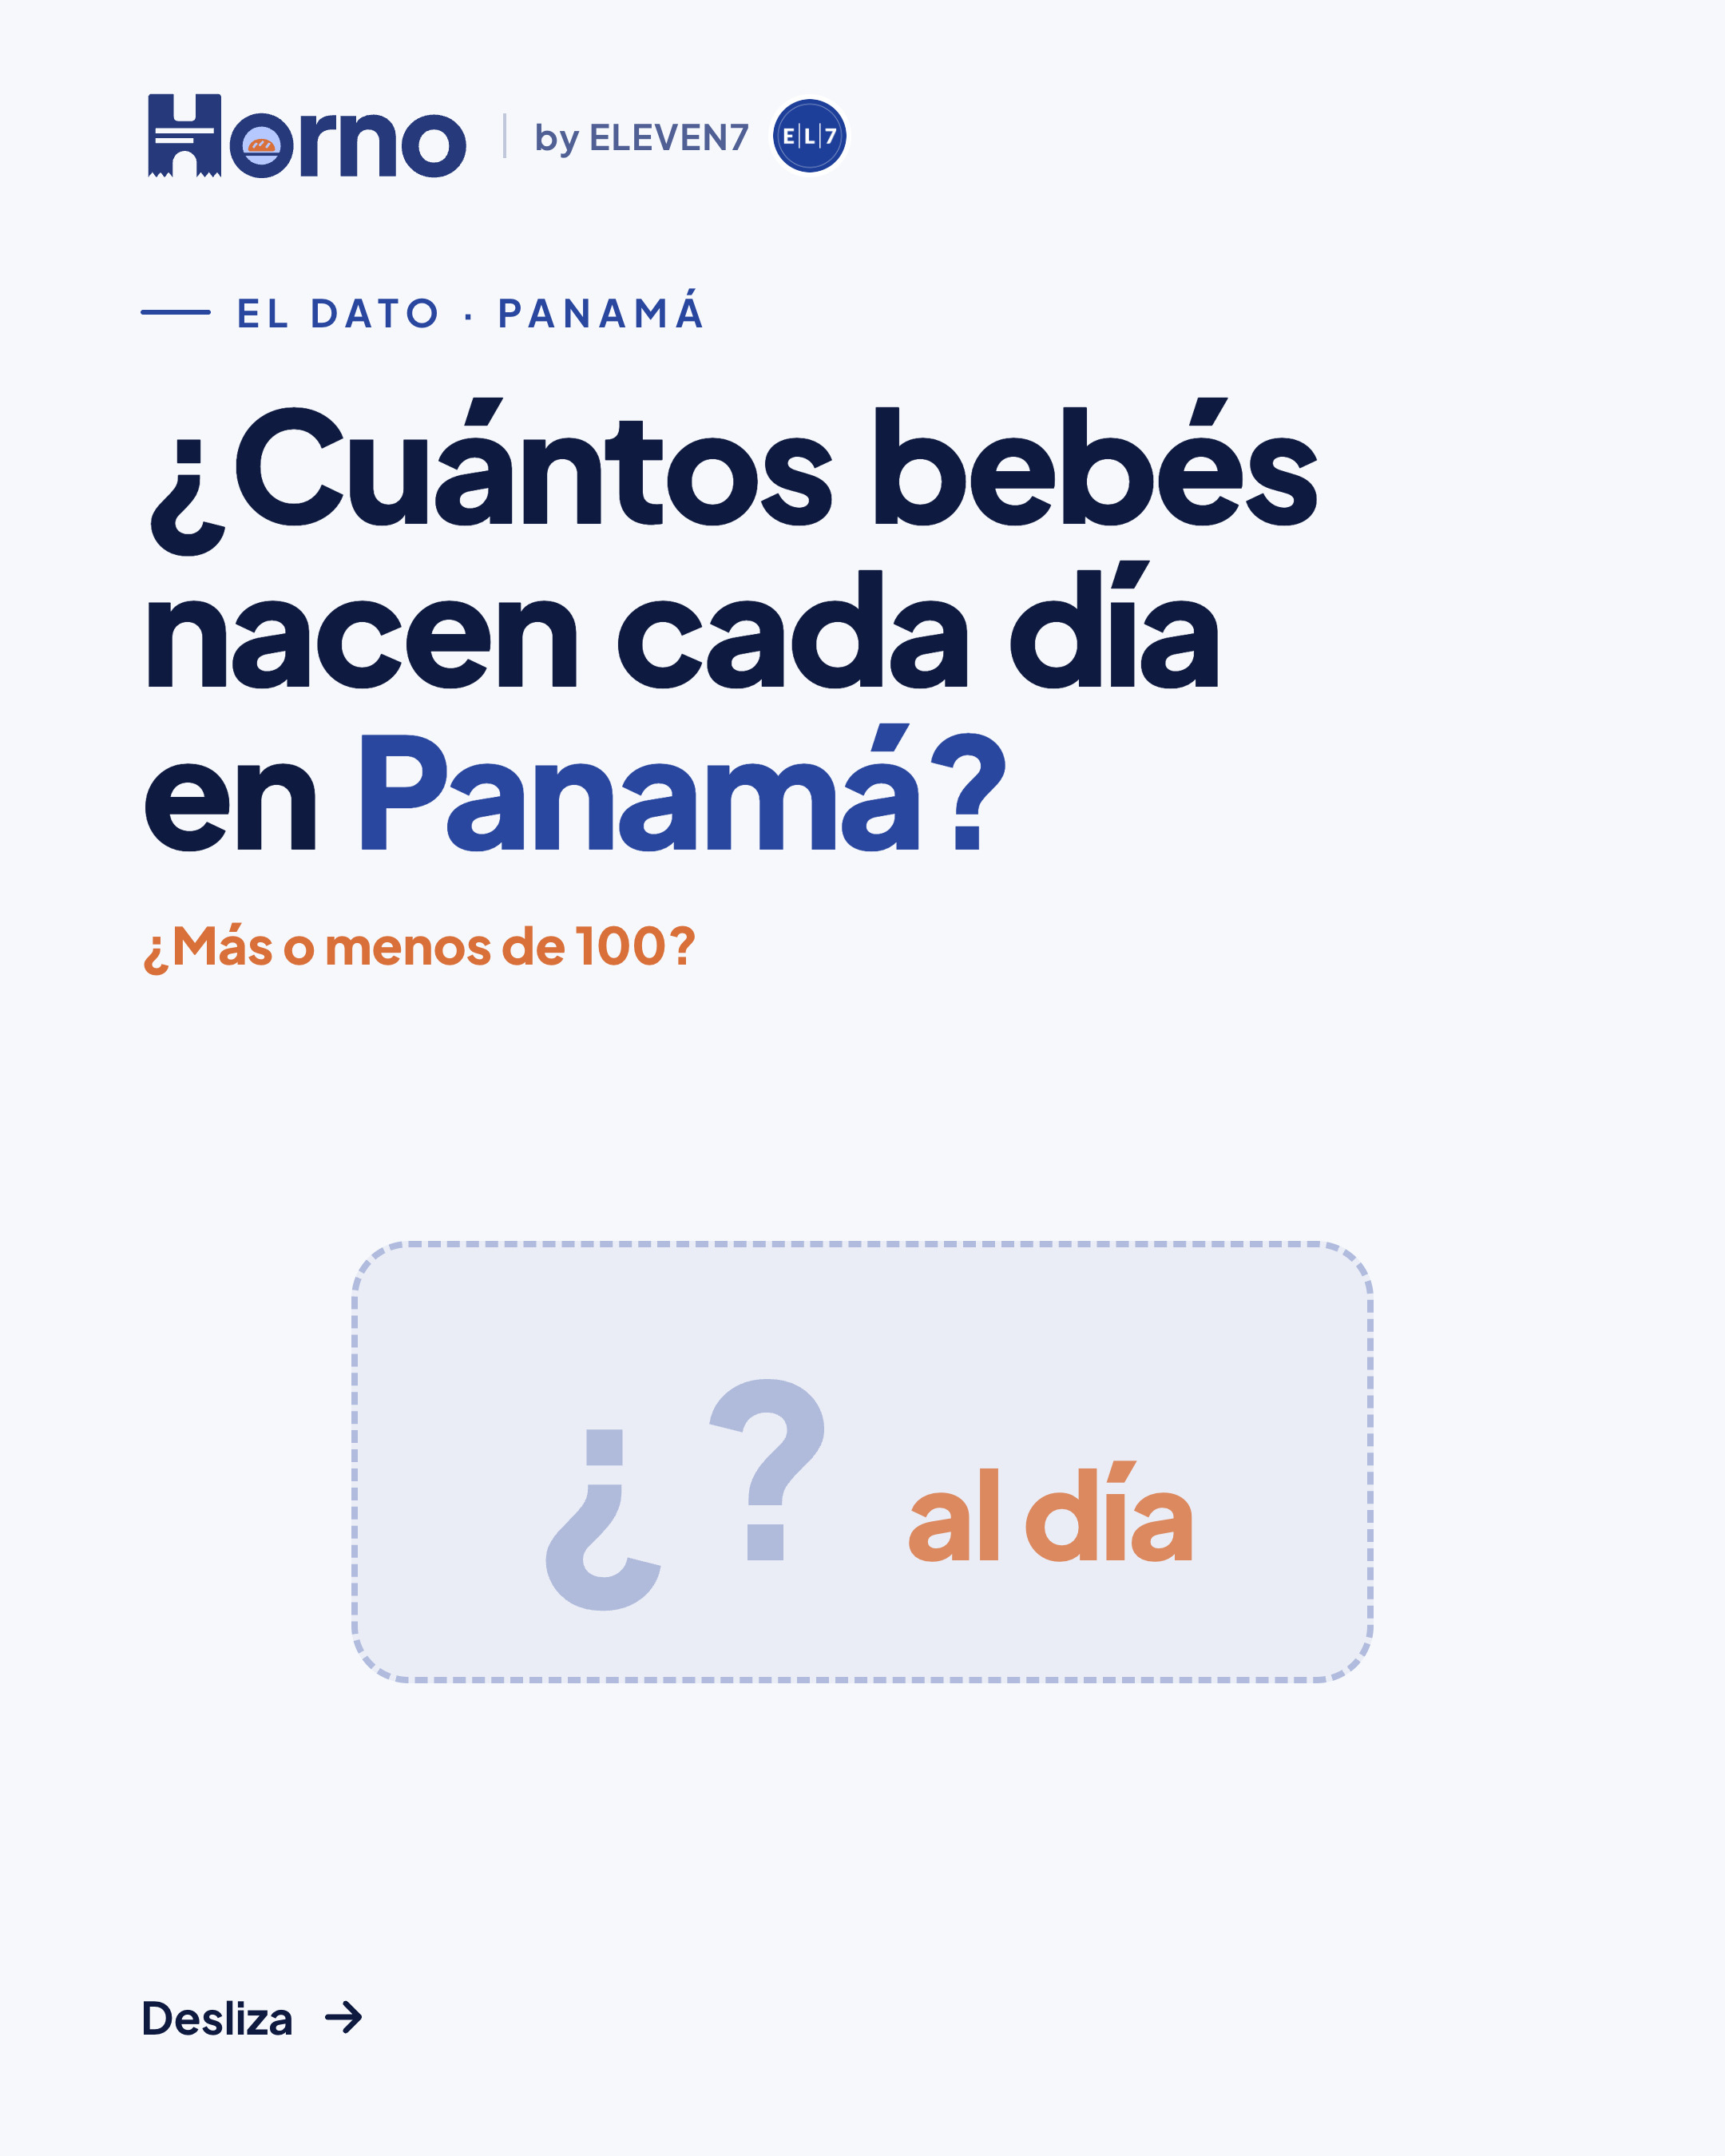 Horno | by ELEVEN7 E|L|7
EL DATO · PANAMÁ
¿Cuántos bebés
nacen cada día
en Panamá?
¿Más o menos de 100?
¿? al día
Desliza →